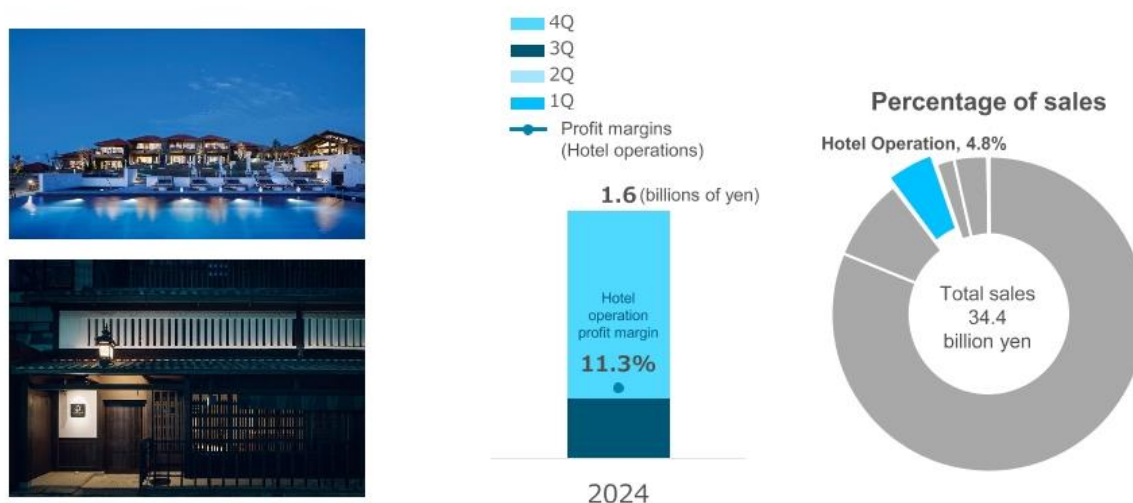 4Q
3Q
2Q
1Q
Profit margins
(Hotel operations)
1.6 (billions of yen)
Hotel
operation
profit margin
11.3%
2024
Percentage of sales
Hotel Operation, 4.8%
Total sales
34.4
billion yen